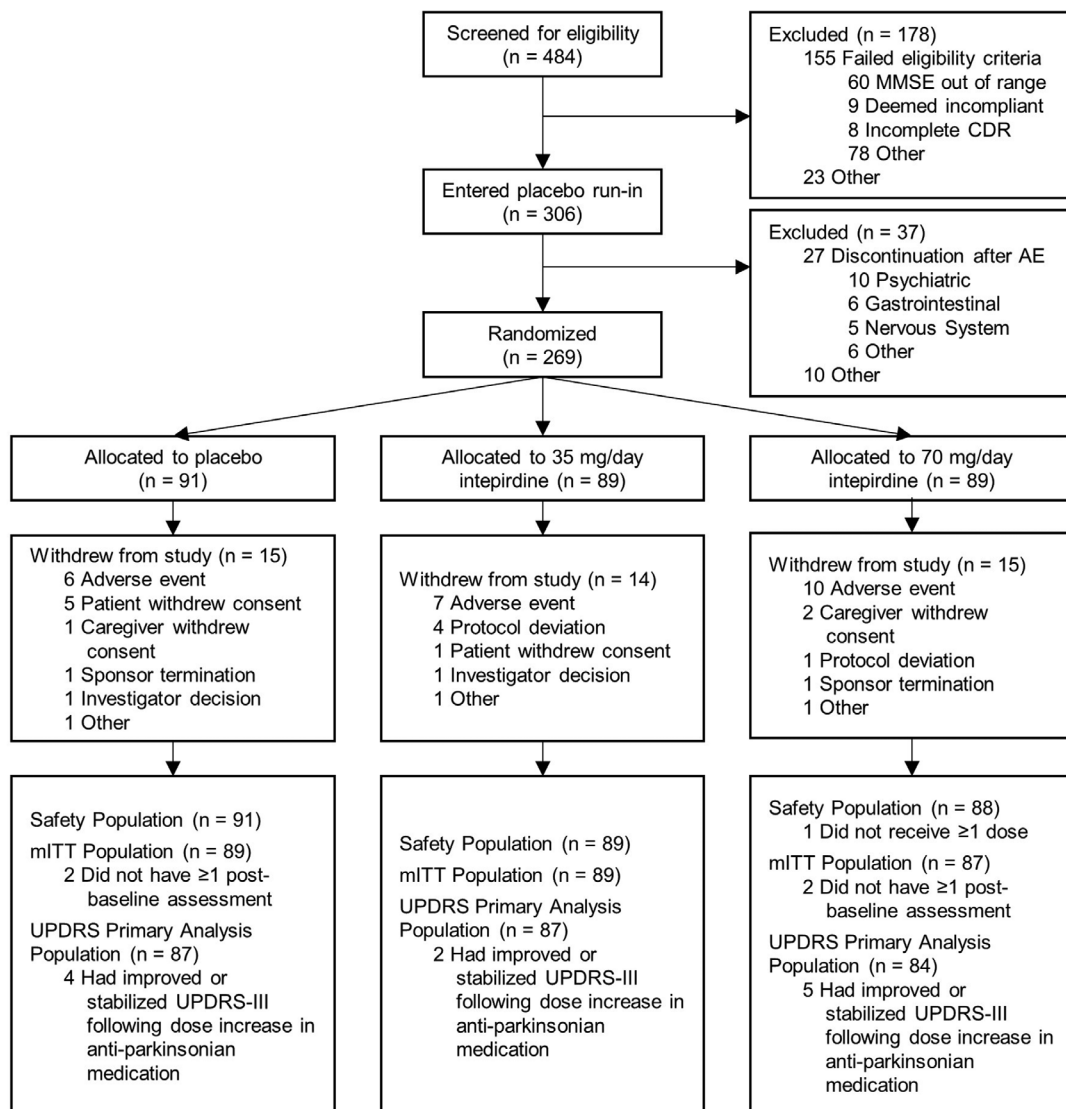 Screened for eligibility
(n = 484)
Excluded (n = 178)
155 Failed eligibility criteria
60 MMSE out of range
9 Deemed incompliant
8 Incomplete CDR
78 Other
23 Other
Entered placebo run-in
(n = 306)
Excluded (n = 37)
27 Discontinuation after AE
10 Psychiatric
6 Gastrointestinal
5 Nervous System
6 Other
10 Other
Randomized
(n = 269)
Allocated to placebo
(n = 91)
Allocated to 35 mg/day
intepirdine (n = 89)
Allocated to 70 mg/day
intepirdine (n = 89)
Withdrew from study (n = 15)
6 Adverse event
5 Patient withdrew consent
1 Caregiver withdrew
consent
1 Sponsor termination
1 Investigator decision
1 Other
Withdrew from study (n = 14)
7 Adverse event
4 Protocol deviation
1 Patient withdrew consent
1 Investigator decision
1 Other
Withdrew from study (n = 15)
10 Adverse event
2 Caregiver withdrew
consent
1 Protocol deviation
1 Sponsor termination
1 Other
Safety Population (n = 91)
mITT Population (n = 89)
2 Did not have ≥1 post-
baseline assessment
UPDRS Primary Analysis
Population (n = 87)
4 Had improved or
stabilized UPDRS-III
following dose increase in
anti-parkinsonian
medication
Safety Population (n = 89)
mITT Population (n = 89)
UPDRS Primary Analysis
Population (n = 87)
2 Had improved or
stabilized UPDRS-III
following dose increase in
anti-parkinsonian
medication
Safety Population (n = 88)
1 Did not receive ≥1 dose
mITT Population (n = 87)
2 Did not have ≥1 post-
baseline assessment
UPDRS Primary Analysis
Population (n = 84)
5 Had improved or
stabilized UPDRS-III
following dose increase in
anti-parkinsonian
medication